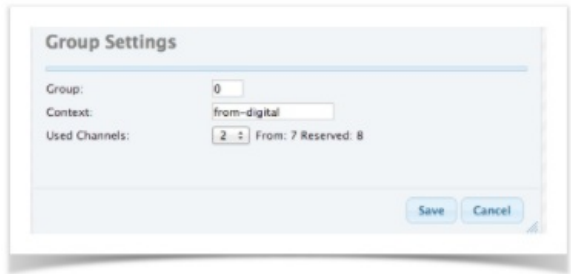 Group Settings
Group: 0
Context: from-digital
Used Channels: 2 From: 7 Reserved: 8
Save Cancel